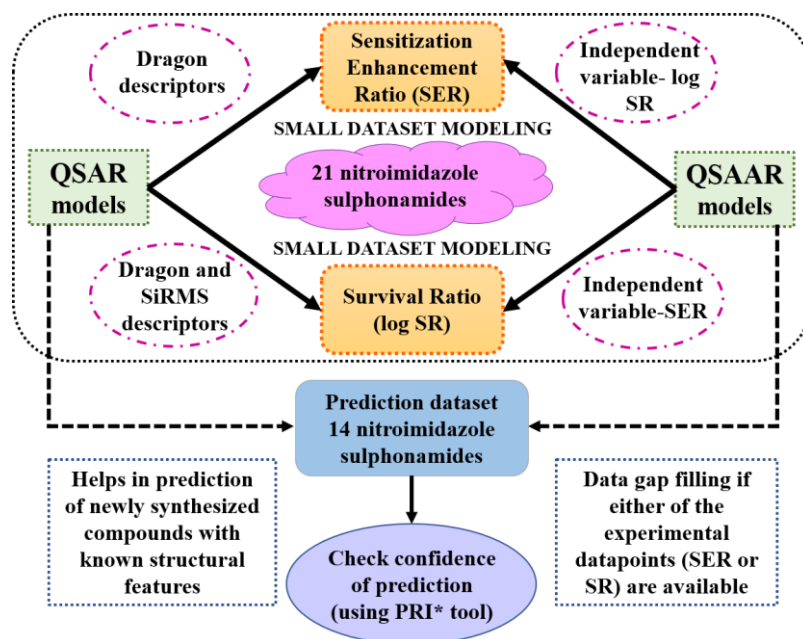 Dragon
descriptors
Sensitization
Enhancement
Ratio (SER)
Independent
variable- log
SR
SMALL DATASET MODELING
QSAR
models
21 nitroimidazole
sulphonamides
QSAAR
models
SMALL DATASET MODELING
Dragon and
SiRMS
descriptors
Survival Ratio
(log SR)
Independent
variable-SER
Prediction dataset
14 nitroimidazole
sulphonamides
Helps in prediction
of newly synthesized
compounds with
known structural
features
Data gap filling if
either of the
experimental
datapoints (SER or
SR) are available
Check confidence
of prediction
(using PRI* tool)